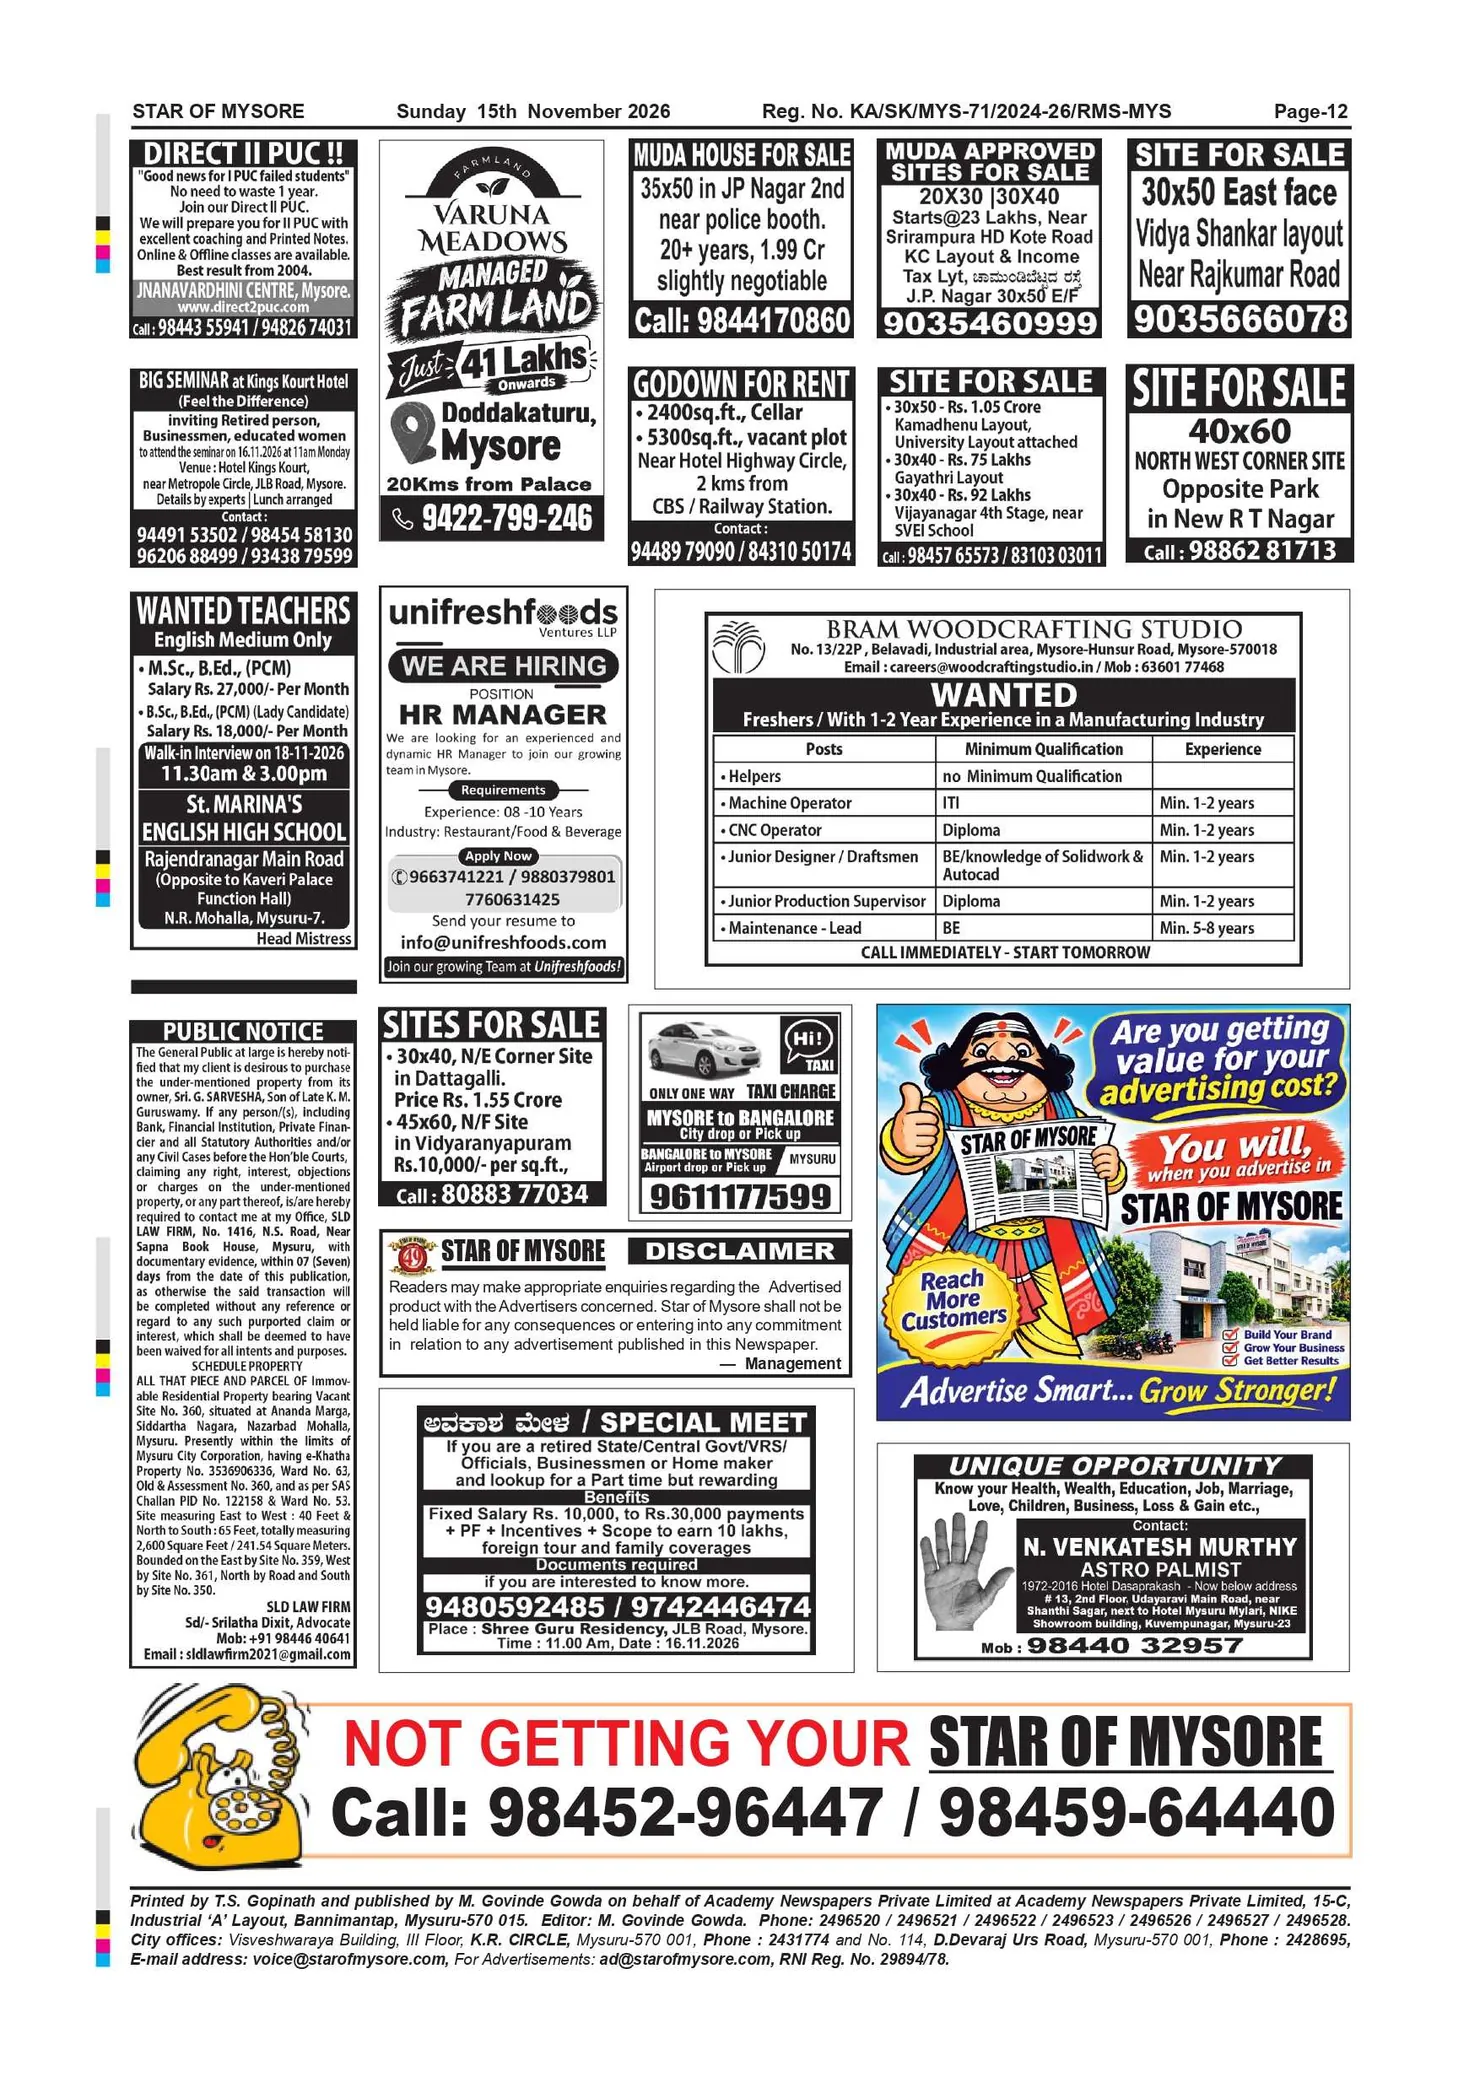 STAR OF MYSORE Sunday 15th November 2026 Reg. No. KA/SK/MYS-71/2024-26/RMS-MYS Page-12
DIRECT II PUC !!
"Good news for I PUC failed students"
No need to waste 1 year.
Join our Direct II PUC.
We will prepare you for II PUC with
excellent coaching and Printed Notes.
Online & Offline classes are available.
Best result from 2004.
JNANAVARDHINI CENTRE, Mysore.
www.direct2puc.com
Call : 98443 55941 / 94826 74031
FARMLAND
VARUNA
MEADOWS
MANAGED
FARM LAND
Just 41 Lakhs
Onwards
Doddakaturu,
Mysore
20Kms from Palace
9422-799-246
MUDA HOUSE FOR SALE
35x50 in JP Nagar 2nd
near police booth.
20+ years, 1.99 Cr
slightly negotiable
Call: 9844170860
MUDA APPROVED
SITES FOR SALE
20X30 |30X40
Starts@23 Lakhs, Near
Srirampura HD Kote Road
KC Layout & Income
Tax Lyt, ಚಾಮುಂಡಿಬೆಟ್ಟದ ರಸ್ತೆ
J.P. Nagar 30x50 E/F
9035460999
SITE FOR SALE
30x50 East face
Vidya Shankar layout
Near Rajkumar Road
9035666078
BIG SEMINAR at Kings Kourt Hotel
(Feel the Difference)
inviting Retired person,
Businessmen, educated women
to attend the seminar on 16.11.2026 at 11am Monday
Venue : Hotel Kings Kourt,
near Metropole Circle, JLB Road, Mysore.
Details by experts | Lunch arranged
Contact :
94491 53502 / 98454 58130
96206 88499 / 93438 79599
GODOWN FOR RENT
• 2400sq.ft., Cellar
• 5300sq.ft., vacant plot
Near Hotel Highway Circle,
2 kms from
CBS / Railway Station.
Contact :
94489 79090 / 84310 50174
SITE FOR SALE
• 30x50 - Rs. 1.05 Crore
Kamadhenu Layout,
University Layout attached
• 30x40 - Rs. 75 Lakhs
Gayathri Layout
• 30x40 - Rs. 92 Lakhs
Vijayanagar 4th Stage, near
SVEI School
Call : 98457 65573 / 83103 03011
SITE FOR SALE
40x60
NORTH WEST CORNER SITE
Opposite Park
in New R T Nagar
Call : 98862 81713
WANTED TEACHERS
English Medium Only
• M.Sc., B.Ed., (PCM)
Salary Rs. 27,000/- Per Month
• B.Sc., B.Ed., (PCM) (Lady Candidate)
Salary Rs. 18,000/- Per Month
Walk-in Interview on 18-11-2026
11.30am & 3.00pm
St. MARINA'S
ENGLISH HIGH SCHOOL
Rajendranagar Main Road
(Opposite to Kaveri Palace
Function Hall)
N.R. Mohalla, Mysuru-7.
Head Mistress
unifreshfoods
Ventures LLP
WE ARE HIRING
POSITION
HR MANAGER
We are looking for an experienced and
dynamic HR Manager to join our growing
team in Mysore.
Requirements
Experience: 08 -10 Years
Industry: Restaurant/Food & Beverage
Apply Now
9663741221 / 9880379801
7760631425
Send your resume to
info@unifreshfoods.com
Join our growing Team at Unifreshfoods!
BRAM WOODCRAFTING STUDIO
No. 13/22P , Belavadi, Industrial area, Mysore-Hunsur Road, Mysore-570018
Email : careers@woodcraftingstudio.in / Mob : 63601 77468
WANTED
Freshers / With 1-2 Year Experience in a Manufacturing Industry
Posts Minimum Qualification Experience
• Helpers no Minimum Qualification
• Machine Operator ITI Min. 1-2 years
• CNC Operator Diploma Min. 1-2 years
• Junior Designer / Draftsmen BE/knowledge of Solidwork & Min. 1-2 years
Autocad
• Junior Production Supervisor Diploma Min. 1-2 years
• Maintenance - Lead BE Min. 5-8 years
CALL IMMEDIATELY - START TOMORROW
PUBLIC NOTICE
The General Public at large is hereby noti-
fied that my client is desirous to purchase
the under-mentioned property from its
owner, Sri. G. SARVESHA, Son of Late K. M.
Guruswamy. If any person/(s), including
Bank, Financial Institution, Private Finan-
cier and all Statutory Authorities and/or
any Civil Cases before the Hon'ble Courts,
claiming any right, interest, objections
or charges on the under-mentioned
property, or any part thereof, is/are hereby
required to contact me at my Office, SLD
LAW FIRM, No. 1416, N.S. Road, Near
Sapna Book House, Mysuru, with
documentary evidence, within 07 (Seven)
days from the date of this publication,
as otherwise the said transaction will
be completed without any reference or
regard to any such purported claim or
interest, which shall be deemed to have
been waived for all intents and purposes.
SCHEDULE PROPERTY
ALL THAT PIECE AND PARCEL OF Immov-
able Residential Property bearing Vacant
Site No. 360, situated at Ananda Marga,
Siddartha Nagara, Nazarbad Mohalla,
Mysuru. Presently within the limits of
Mysuru City Corporation, having e-Khatha
Property No. 3536906336, Ward No. 63,
Old & Assessment No. 360, and as per SAS
Challan PID No. 122158 & Ward No. 53.
Site measuring East to West : 40 Feet &
North to South : 65 Feet, totally measuring
2,600 Square Feet / 241.54 Square Meters.
Bounded on the East by Site No. 359, West
by Site No. 361, North by Road and South
by Site No. 350.
SLD LAW FIRM
Sd/- Srilatha Dixit, Advocate
Mob: +91 98446 40641
Email : sldlawfirm2021@gmail.com
SITES FOR SALE
• 30x40, N/E Corner Site
in Dattagalli.
Price Rs. 1.55 Crore
• 45x60, N/F Site
in Vidyaranyapuram
Rs.10,000/- per sq.ft.,
Call : 80883 77034
Hi!
TAXI
ONLY ONE WAY TAXI CHARGE
MYSORE to BANGALORE
City drop or Pick up
BANGALORE to MYSORE
Airport drop or Pick up
MYSURU
9611177599
49
STAR OF MYSORE DISCLAIMER
Readers may make appropriate enquiries regarding the Advertised
product with the Advertisers concerned. Star of Mysore shall not be
held liable for any consequences or entering into any commitment
in relation to any advertisement published in this Newspaper.
— Management
Are you getting
value for your
advertising cost?
STAR OF MYSORE
You will,
when you advertise in
STAR OF MYSORE
STAR OF MYSORE
Reach
More
Customers
Build Your Brand
Grow Your Business
Get Better Results
Advertise Smart... Grow Stronger!
ಅವಕಾಶ ಮೇಳ / SPECIAL MEET
If you are a retired State/Central Govt/VRS/
Officials, Businessmen or Home maker
and lookup for a Part time but rewarding
Benefits
Fixed Salary Rs. 10,000, to Rs.30,000 payments
+ PF + Incentives + Scope to earn 10 lakhs,
foreign tour and family coverages
Documents required
if you are interested to know more.
9480592485 / 9742446474
Place : Shree Guru Residency, JLB Road, Mysore.
Time : 11.00 Am, Date : 16.11.2026
UNIQUE OPPORTUNITY
Know your Health, Wealth, Education, Job, Marriage,
Love, Children, Business, Loss & Gain etc.,
Contact:
N. VENKATESH MURTHY
ASTRO PALMIST
1972-2016 Hotel Dasaprakash - Now below address
# 13, 2nd Floor, Udayaravi Main Road, near
Shanthi Sagar, next to Hotel Mysuru Mylari, NIKE
Showroom building, Kuvempunagar, Mysuru-23
Mob : 98440 32957
NOT GETTING YOUR STAR OF MYSORE
Call: 98452-96447 / 98459-64440
Printed by T.S. Gopinath and published by M. Govinde Gowda on behalf of Academy Newspapers Private Limited at Academy Newspapers Private Limited, 15-C,
Industrial ‘A’ Layout, Bannimantap, Mysuru-570 015. Editor: M. Govinde Gowda. Phone: 2496520 / 2496521 / 2496522 / 2496523 / 2496526 / 2496527 / 2496528.
City offices: Visveshwaraya Building, III Floor, K.R. CIRCLE, Mysuru-570 001, Phone : 2431774 and No. 114, D.Devaraj Urs Road, Mysuru-570 001, Phone : 2428695,
E-mail address: voice@starofmysore.com, For Advertisements: ad@starofmysore.com, RNI Reg. No. 29894/78.